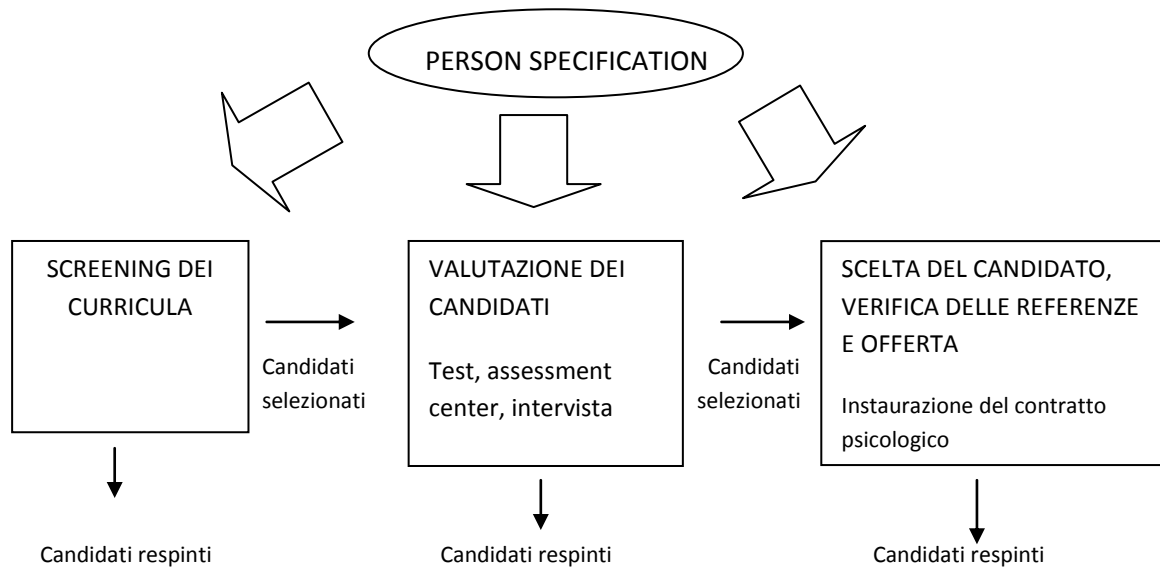 PERSON SPECIFICATION
SCREENING DEI
CURRICULA
Candidati
selezionati
VALUTAZIONE DEI
CANDIDATI
Test, assessment
center, intervista
Candidati
selezionati
SCELTA DEL CANDIDATO,
VERIFICA DELLE REFERENZE
E OFFERTA
Instaurazione del contratto
psicologico
Candidati respinti
Candidati respinti
Candidati respinti